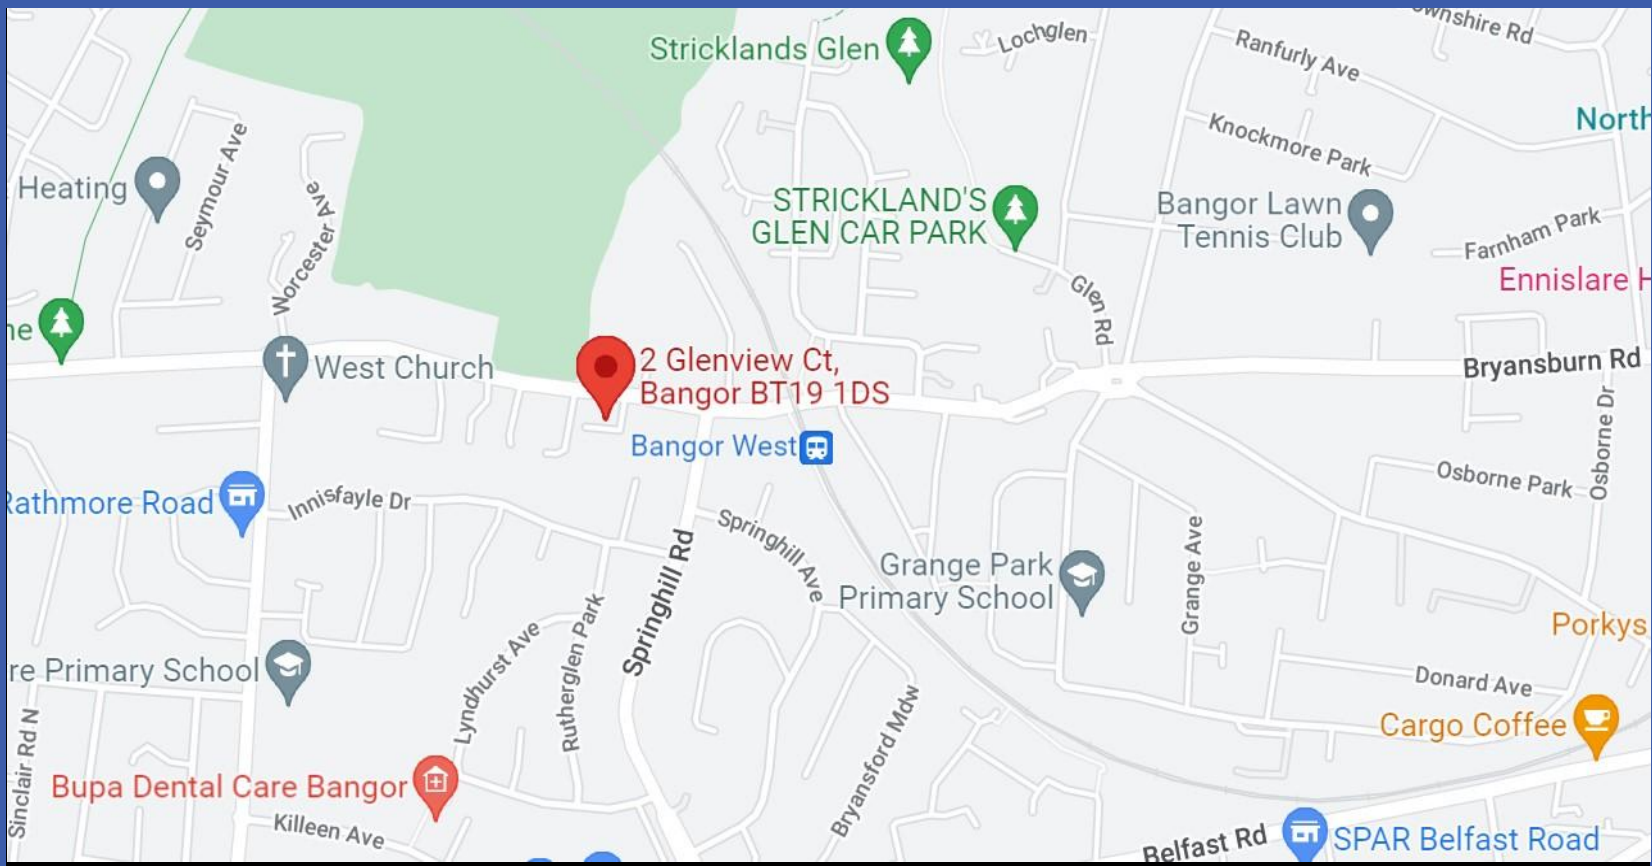 ownshire Rd
Lochglen
Strickland Glen
Ranfurly Ave
North
Knockmore Park
Seymour Ave
Heating
Worcester Ave
STRICKLAND'S
GLEN CAR PARK
Bangor Lawn
Tennis Club
Farnham Park
Ennislare H
Glen Rd
ne
West Church
2 Glenview Ct,
Bangor BT19 1DS
Bryansburn Rd
Osborne Dr
Bangor West
Osborne Park
Rathmore Road
Innisfayle Dr
Springhill Ave
Springhill Rd
Grange Park
Primary School
Grange Ave
Porkys
Lyndhurst Ave
Rutherglen Park
re Primary School
Donard Ave
Sinclair Rd N
Bryansford Mdw
Cargo Coffee
Bupa Dental Care Bangor
Killeen Ave
Belfast Rd
SPAR Belfast Road